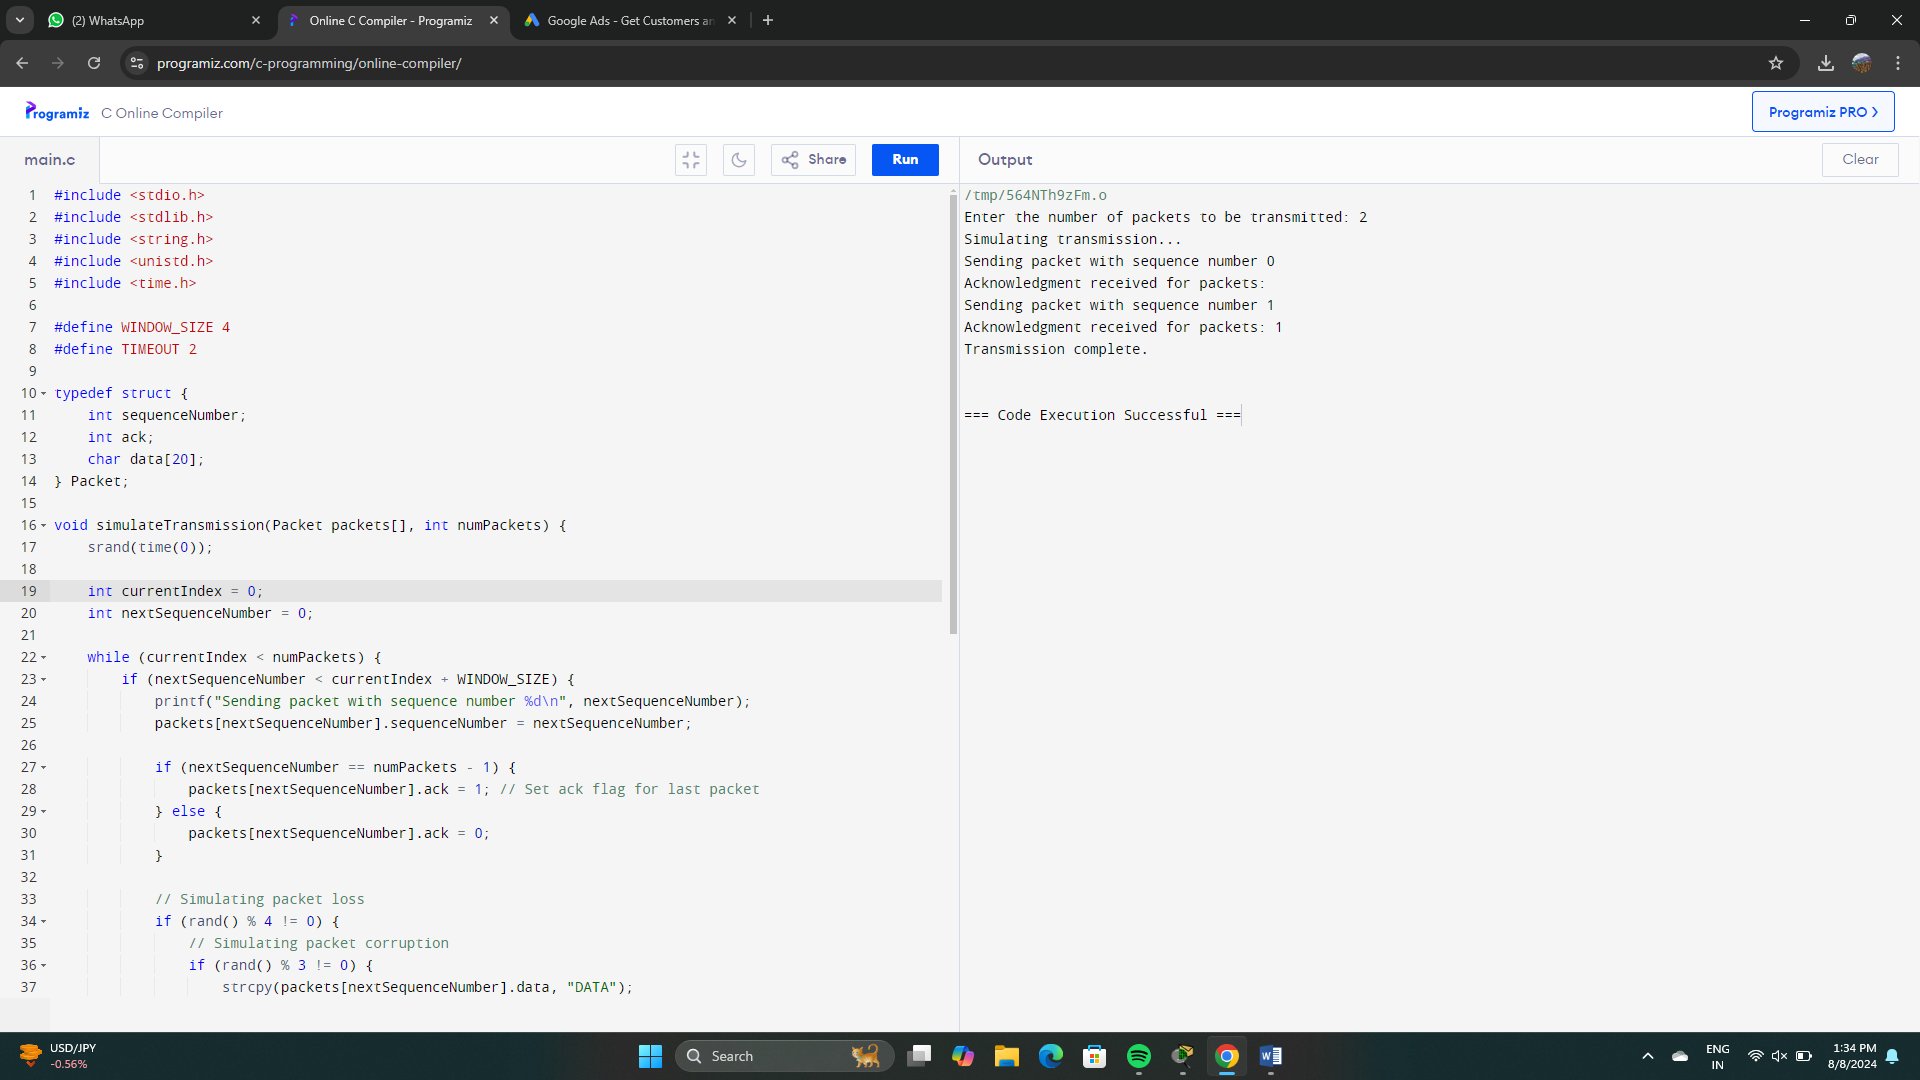 (2) WhatsApp
Online C Compiler - Programiz
Google Ads - Get Customers an
programiz.com/c-programming/online-compiler/
Programiz C Online Compiler
Programiz PRO >
main.c
Share
Run
Output
Clear
1 #include <stdio.h>
2 #include <stdlib.h>
3 #include <string.h>
4 #include <unistd.h>
5 #include <time.h>
6
7 #define WINDOW_SIZE 4
8 #define TIMEOUT 2
9
10 typedef struct {
11     int sequenceNumber;
12     int ack;
13     char data[20];
14 } Packet;
15
16 void simulateTransmission(Packet packets[], int numPackets) {
17     srand(time(0));
18
19     int currentIndex = 0;
20     int nextSequenceNumber = 0;
21
22     while (currentIndex < numPackets) {
23         if (nextSequenceNumber < currentIndex + WINDOW_SIZE) {
24             printf("Sending packet with sequence number %d\n", nextSequenceNumber);
25             packets[nextSequenceNumber].sequenceNumber = nextSequenceNumber;
26
27             if (nextSequenceNumber == numPackets - 1) {
28                 packets[nextSequenceNumber].ack = 1; // Set ack flag for last packet
29             } else {
30                 packets[nextSequenceNumber].ack = 0;
31             }
32
33             // Simulating packet loss
34             if (rand() % 4 != 0) {
35                 // Simulating packet corruption
36                 if (rand() % 3 != 0) {
37                     strcpy(packets[nextSequenceNumber].data, "DATA");
/tmp/564NTh9zFm.o
Enter the number of packets to be transmitted: 2
Simulating transmission...
Sending packet with sequence number 0
Acknowledgment received for packets:
Sending packet with sequence number 1
Acknowledgment received for packets: 1
Transmission complete.
=== Code Execution Successful ===
USD/JPY
-0.56%
Search
ENG
IN
1:34 PM
8/8/2024